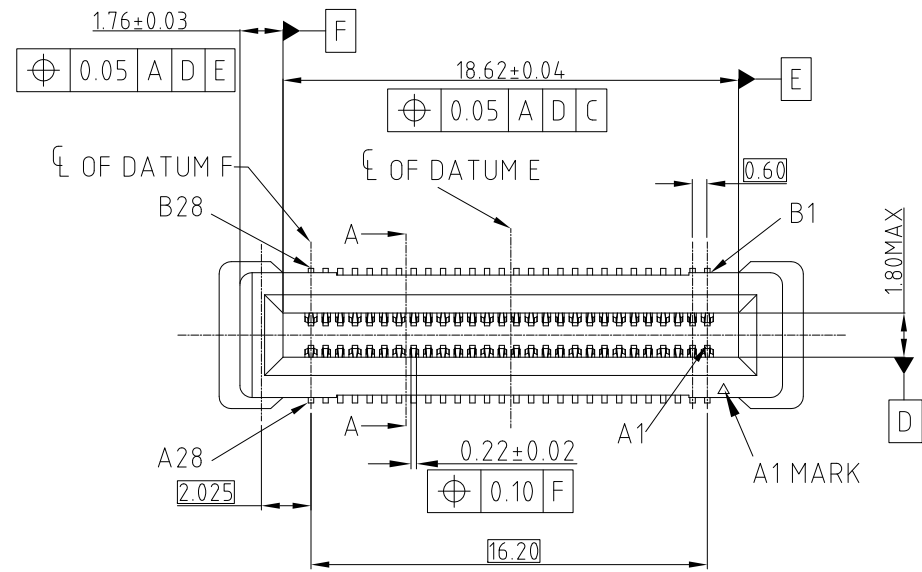 1.76±0.03
F
⌖ 0.05 A D E
18.62±0.04
E
⌖ 0.05 A D C
℄ OF DATUM F
℄ OF DATUM E
0.60
B28
B1
A
1.80MAX
A
A28
A1
D
0.22±0.02
A1 MARK
2.025
⌖ 0.10 F
16.20